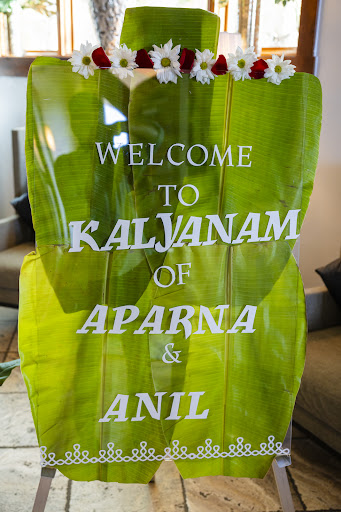 WELCOME
TO
KALYANAM
OF
APARNA
&
ANIL